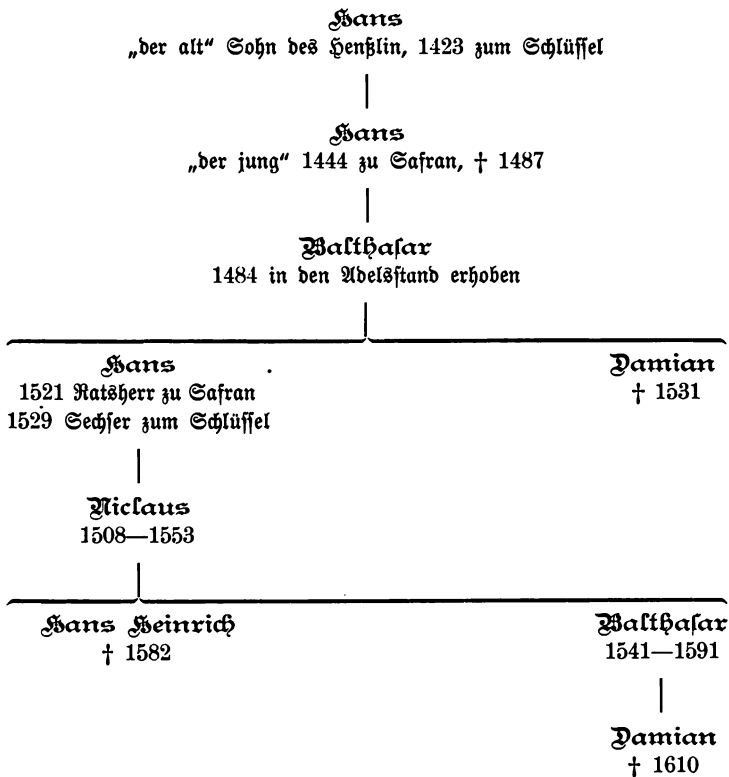 Hans
„der alt“ Sohn des Henßlin, 1423 zum Schlüssel
Hans
„der jung“ 1444 zu Safran, † 1487
Balthasar
1484 in den Adelsstand erhoben
Hans
1521 Ratsherr zu Safran
1529 Sechser zum Schlüssel
Damian
† 1531
Niclaus
1508—1553
Hans Heinrich
† 1582
Balthasar
1541—1591
Damian
† 1610